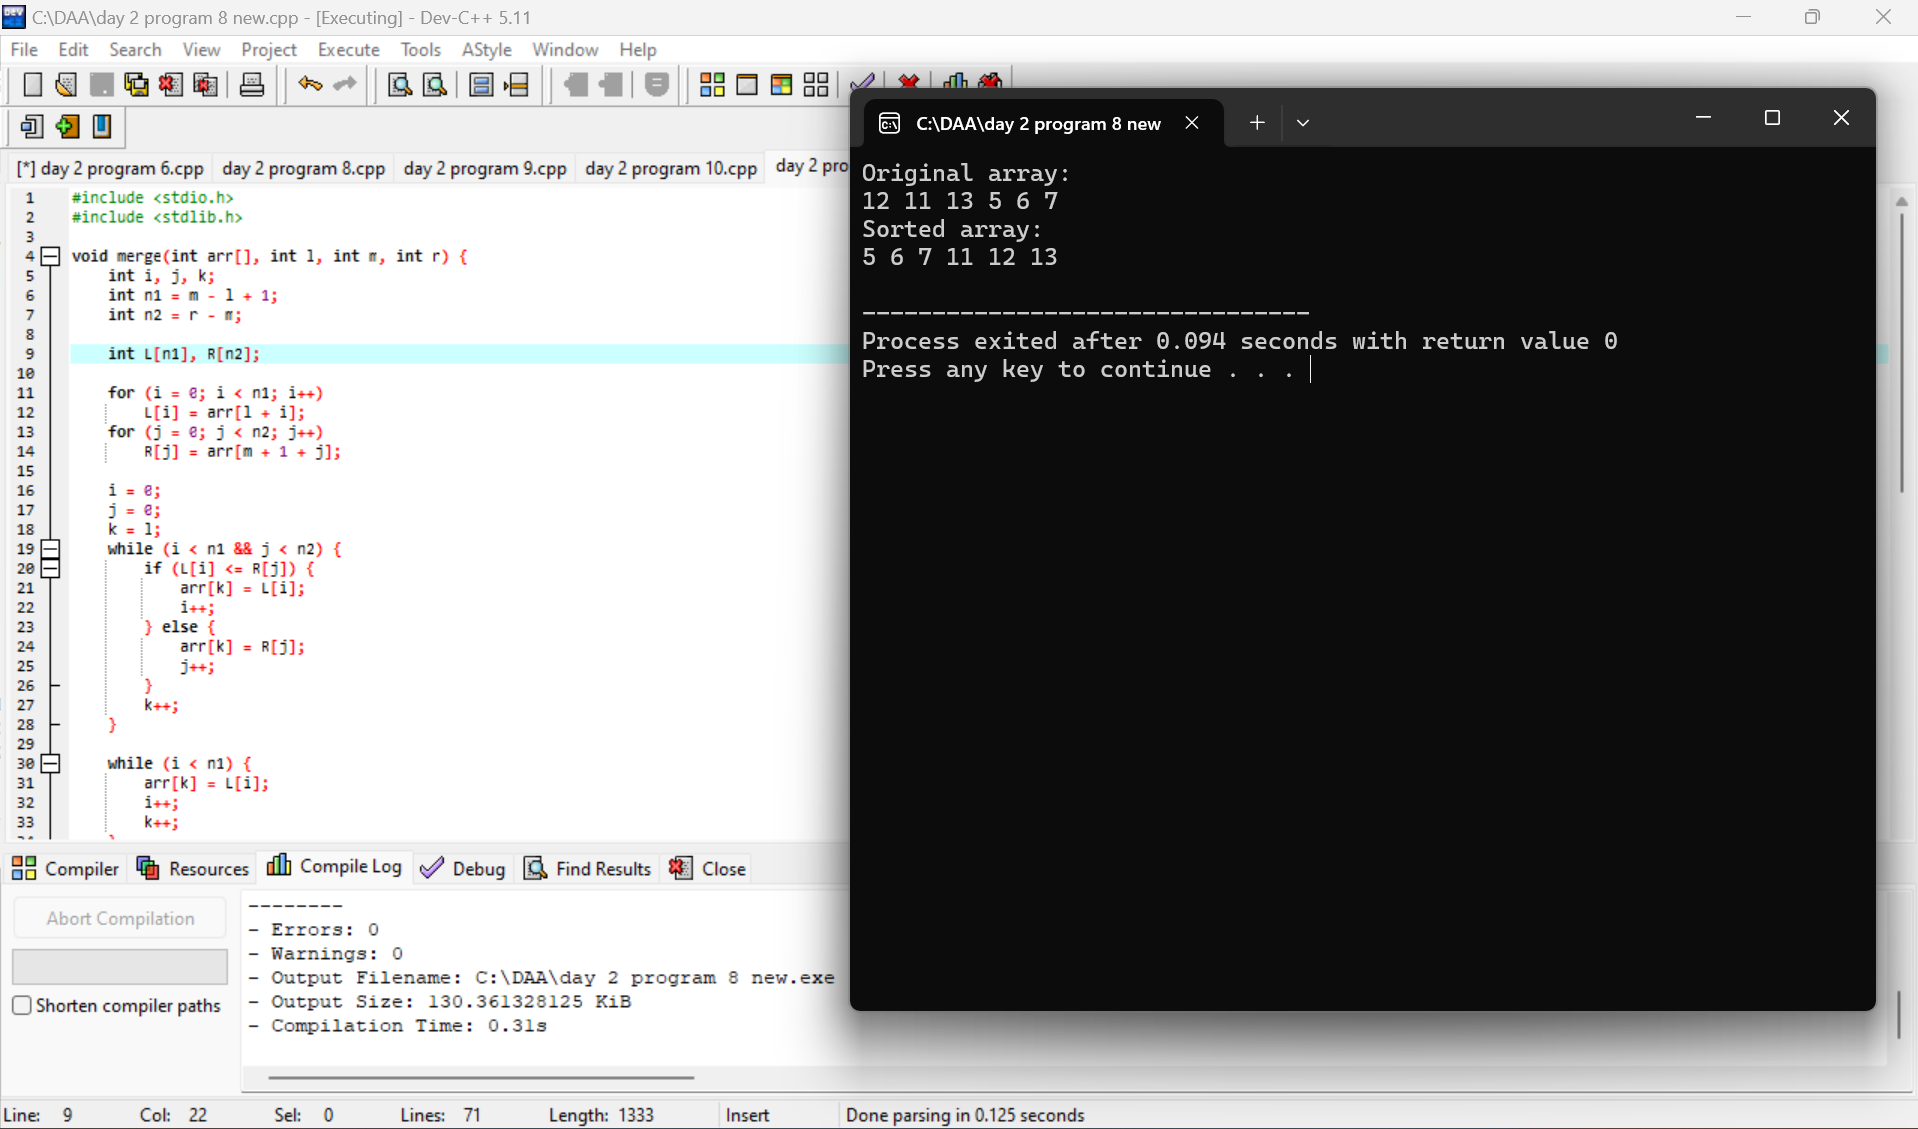 C:\DAA\day 2 program 8 new.cpp - [Executing] - Dev-C++ 5.11
File Edit Search View Project Execute Tools AStyle Window Help
[*] day 2 program 6.cpp day 2 program 8.cpp day 2 program 9.cpp day 2 program 10.cpp day 2 pro
1 #include <stdio.h>
2 #include <stdlib.h>
3
4 void merge(int arr[], int l, int m, int r) {
5 int i, j, k;
6 int n1 = m - l + 1;
7 int n2 = r - m;
8
9 int L[n1], R[n2];
10
11 for (i = 0; i < n1; i++)
12 L[i] = arr[l + i];
13 for (j = 0; j < n2; j++)
14 R[j] = arr[m + 1 + j];
15
16 i = 0;
17 j = 0;
18 k = l;
19 while (i < n1 && j < n2) {
20 if (L[i] <= R[j]) {
21 arr[k] = L[i];
22 i++;
23 } else {
24 arr[k] = R[j];
25 j++;
26 }
27 k++;
28 }
29
30 while (i < n1) {
31 arr[k] = L[i];
32 i++;
33 k++;
C:\DAA\day 2 program 8 new
Original array:
12 11 13 5 6 7
Sorted array:
5 6 7 11 12 13
--------------------------------
Process exited after 0.094 seconds with return value 0
Press any key to continue . . .
Compiler Resources Compile Log Debug Find Results Close
Abort Compilation
Shorten compiler paths
--------
- Errors: 0
- Warnings: 0
- Output Filename: C:\DAA\day 2 program 8 new.exe
- Output Size: 130.361328125 KiB
- Compilation Time: 0.31s
Line: 9 Col: 22 Sel: 0 Lines: 71 Length: 1333 Insert Done parsing in 0.125 seconds